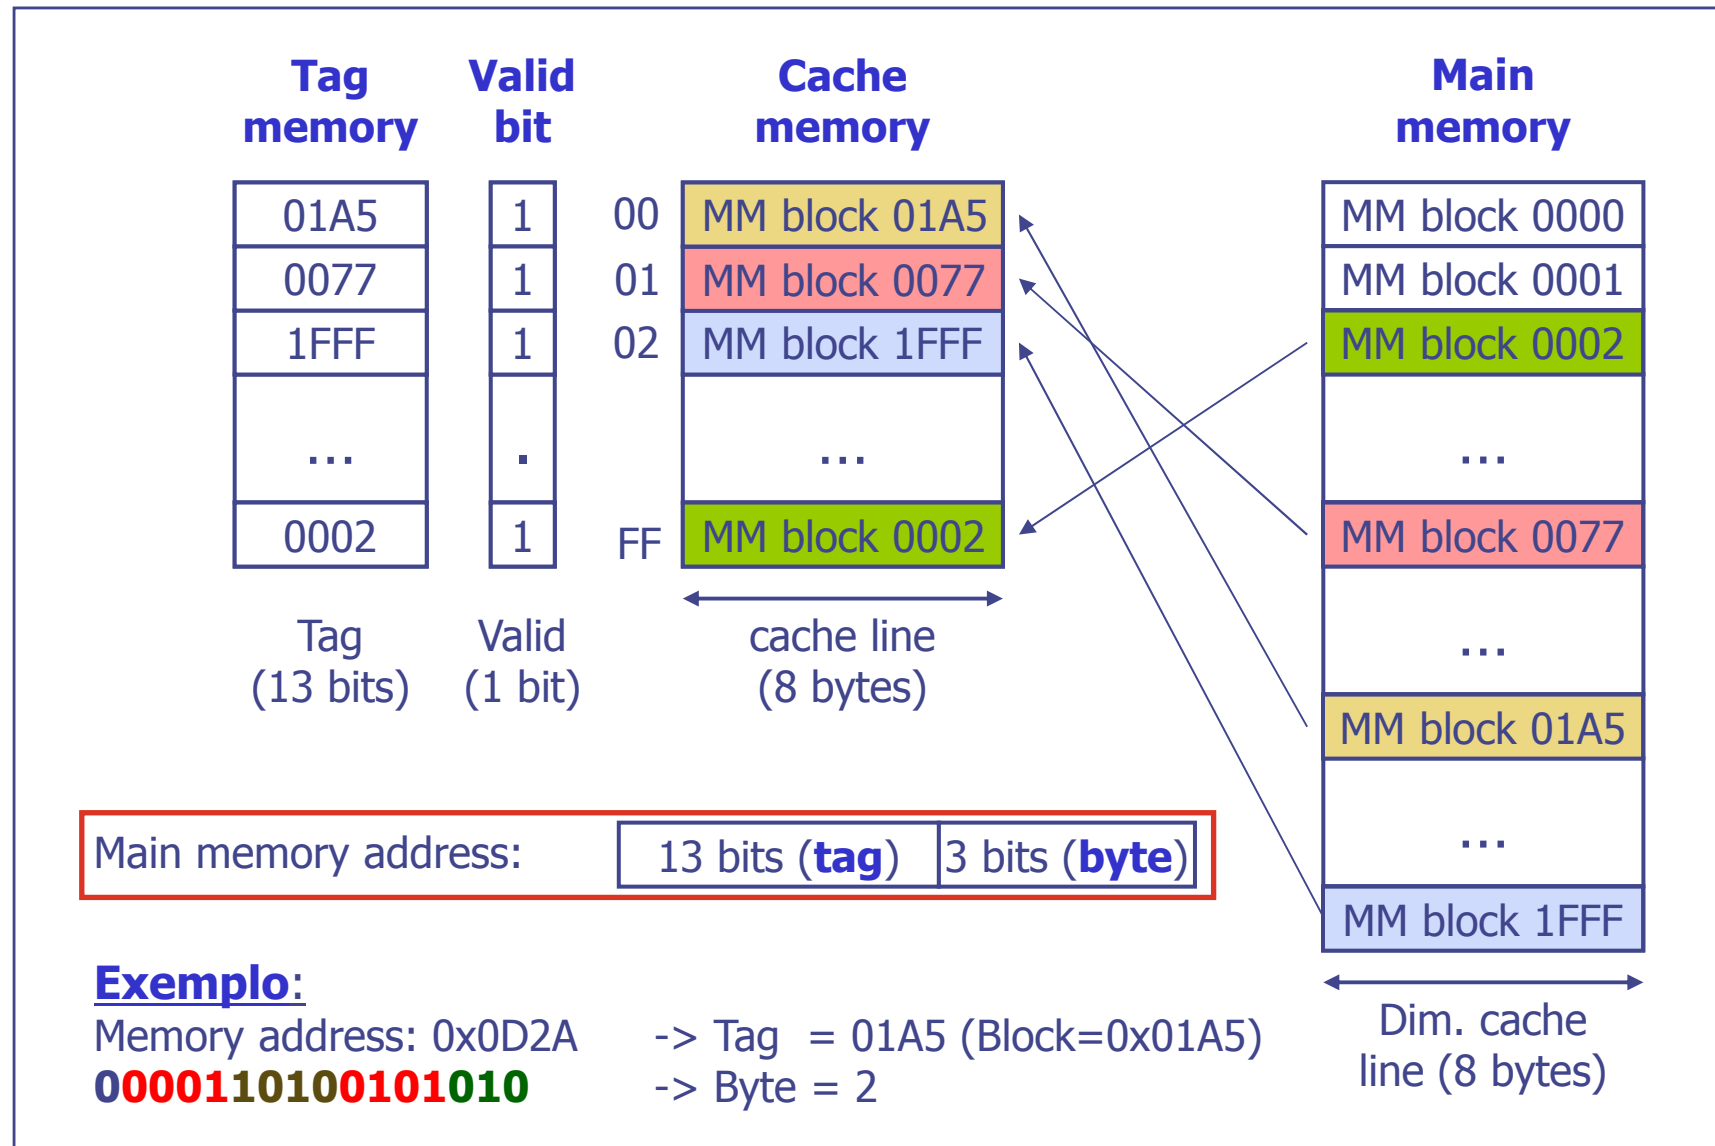 Tag memory
Valid bit
Cache memory
Main memory
01A5 1 00 MM block 01A5 MM block 0000
0077 1 01 MM block 0077 MM block 0001
1FFF 1 02 MM block 1FFF MM block 0002
... . ... ...
0002 1 FF MM block 0002 MM block 0077
Tag (13 bits)
Valid (1 bit)
cache line (8 bytes)
...
MM block 01A5
...
MM block 1FFF
Dim. cache line (8 bytes)
Main memory address: 13 bits (tag) 3 bits (byte)
Exemplo:
Memory address: 0x0D2A -> Tag = 01A5 (Block=0x01A5)
0000110100101010 -> Byte = 2